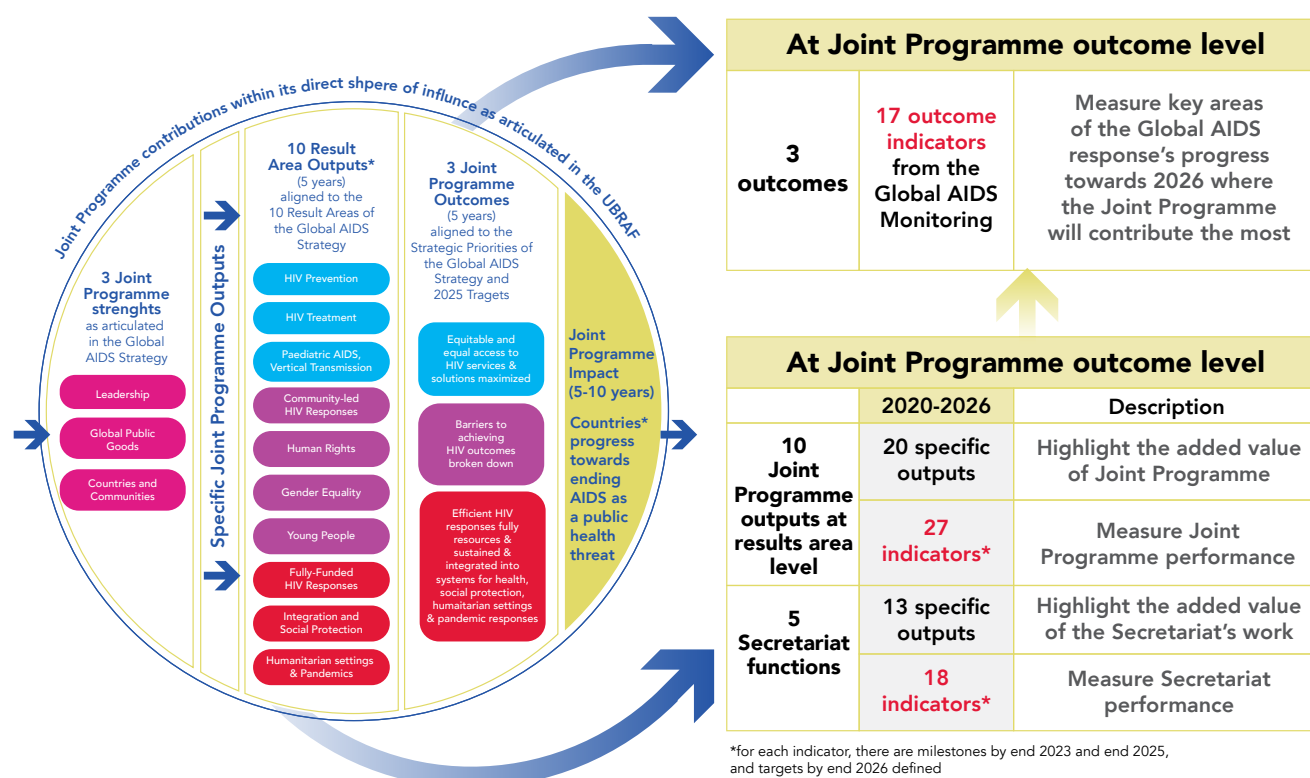 Joint Programme contributions within its direct shpere of influnce as articulated in the UBRAF
3 Joint
Programme
strenghts
as articulated
in the Global
AIDS Strategy
Leadership
Global Public
Goods
Countries and
Communities
Specific Joint Programme Outputs
10 Result
Area Outputs*
(5 years)
aligned to the
10 Result Areas of
the Global AIDS
Strategy
HIV Prevention
HIV Treatment
Paediatric AIDS,
Vertical Transmission
Community-led
HIV Responses
Human Rights
Gender Equality
Young People
Fully-Funded
HIV Responses
Integration and
Social Protection
Humanitarian settings
& Pandemics
3 Joint
Programme
Outcomes
(5 years)
aligned to the
Strategic Priorities of
the Global AIDS
Strategy and
2025 Tragets
Equitable and
equal access to
HIV services &
solutions maximized
Barriers to
achieving
HIV outcomes
broken down
Efficient HIV
responses fully
resources &
sustained &
integrated into
systems for health,
social protection,
humitarian settings
& pandemic responses
Joint
Programme
Impact
(5-10 years)
Countries*
progress
towards
ending
AIDS as
a public
health
threat
At Joint Programme outcome level
3
outcomes
17 outcome
indicators
from the
Global AIDS
Monitoring
Measure key areas
of the Global AIDS
response's progress
towards 2026 where
the Joint Programme
will contribute the most
At Joint Programme outcome level
2020-2026
Description
10
Joint
Programme
outputs at
results area
level
20 specific
outputs
Highlight the added value
of Joint Programme
27
indicators*
Measure Joint
Programme performance
5
Secretariat
functions
13 specific
outputs
Highlight the added value
of the Secretariat's work
18
indicators*
Measure Secretariat
performance
*for each indicator, there are milestones by end 2023 and end 2025,
and targets by end 2026 defined